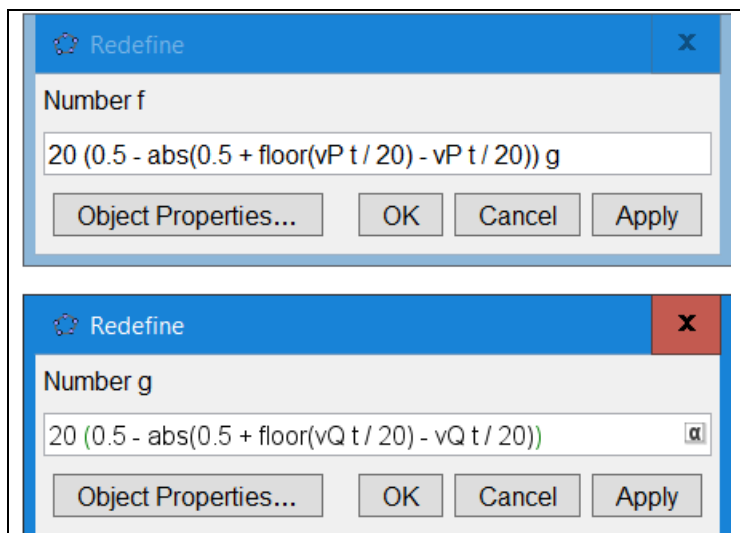 Redefine x
Number f
20 (0.5 - abs(0.5 + floor(vP t / 20) - vP t / 20)) g
Object Properties... OK Cancel Apply
Redefine x
Number g
20 (0.5 - abs(0.5 + floor(vQ t / 20) - vQ t / 20)) α
Object Properties... OK Cancel Apply